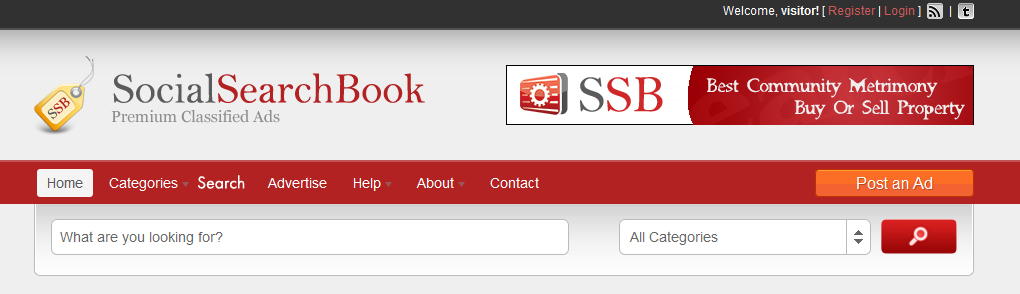 Welcome, visitor! [ Register | Login ] | t
SSB
SocialSearchBook
Premium Classified Ads
SSB
Best Community Metrimony
Buy Or Sell Property
Home Categories Search Advertise Help About Contact Post an Ad
What are you looking for? All Categories